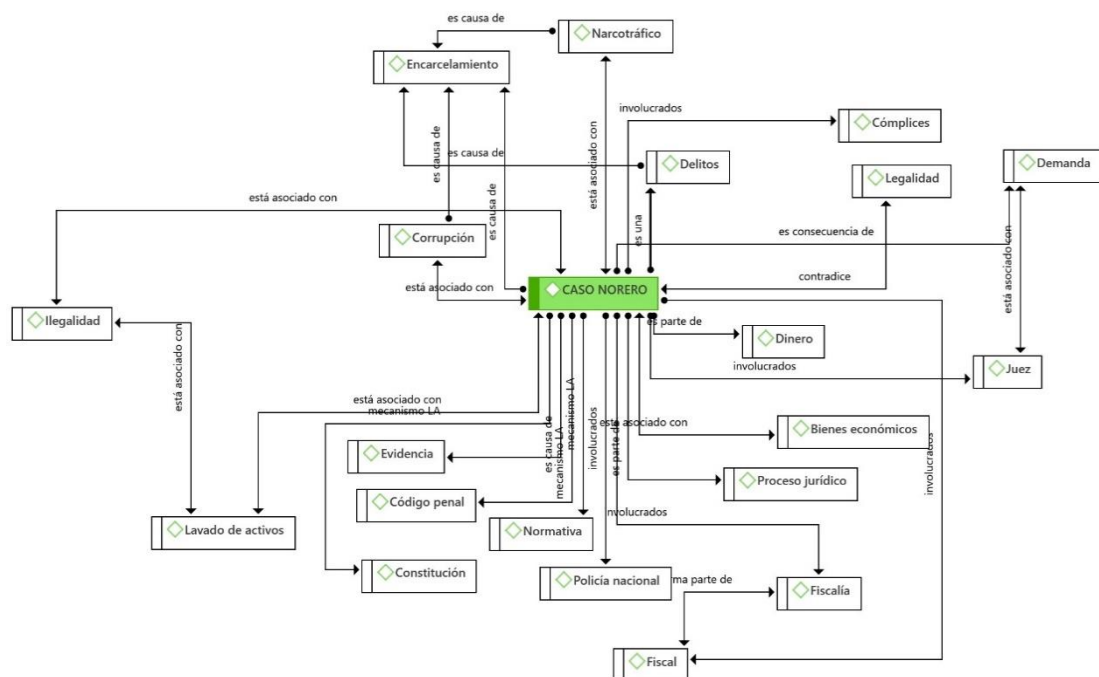 es causa de
Narcotráfico
Encarcelamiento
involucrados
Cómplices
es causa de
es causa de
está asociado con
Delitos
Demanda
Legalidad
está asociado con
es causa de
es una
Corrupción
es consecuencia de
está asociado con
está asociado con
contradice
CASO NORERO
Ilegalidad
es parte de
Dinero
está asociado con
involucrados
Juez
está asociado con
mecanismo LA
mecanismo LA
involucrados
está asociado con
Bienes económicos
es causa de
mecanismo LA
es parte de
involucrados
Evidencia
Proceso jurídico
Código penal
involucrados
Lavado de activos
Normativa
Constitución
Policía nacional
ma parte de
Fiscalía
Fiscal